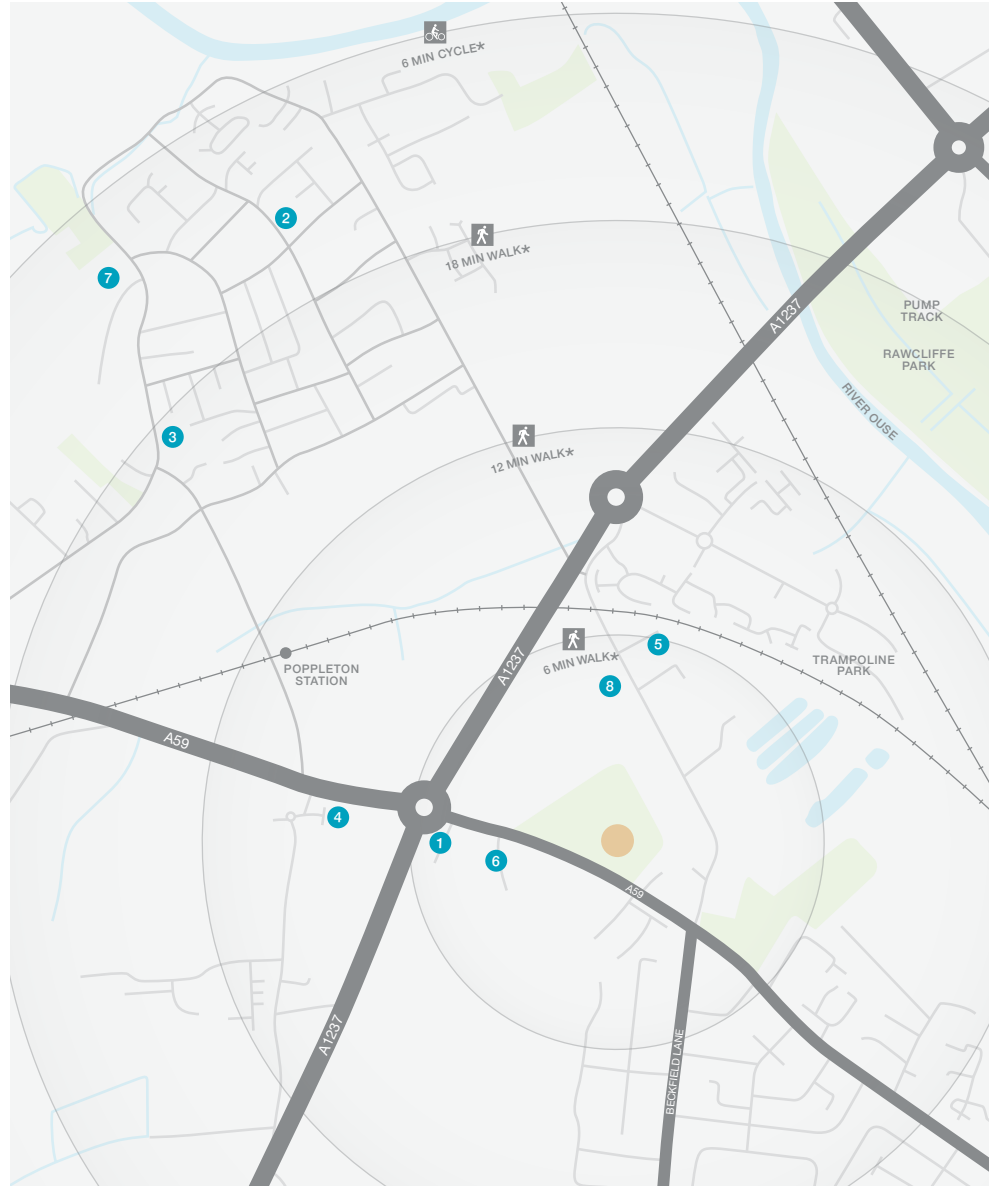 6 MIN CYCLE*
2
18 MIN WALK*
7
A1237
PUMP
TRACK
RAWCLIFFE
PARK
RIVER OUSE
3
12 MIN WALK*
6 MIN WALK*
5
A1237
POPPLETON
STATION
TRAMPOLINE
PARK
8
A59
4
1
6
A59
A1237
BECKFIELD LANE